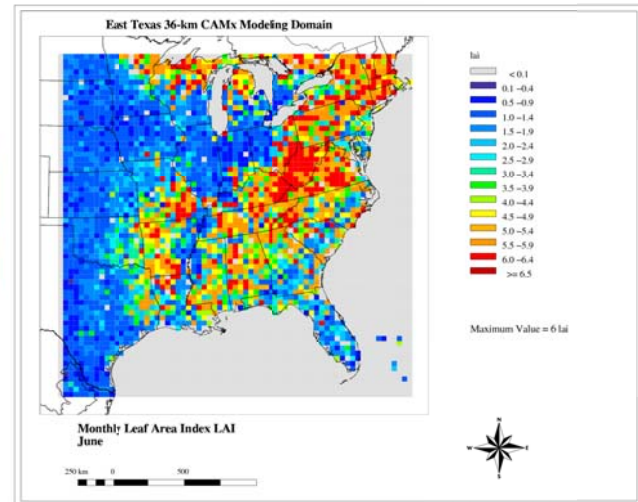 East Texas 36-km CAMx Modeling Domain
lai
< 0.1
0.1 -0.4
0.5 -0.9
1.0 -1.4
1.5 -1.9
2.0 -2.4
2.5 -2.9
3.0 -3.4
3.5 -3.9
4.0 -4.4
4.5 -4.9
5.0 -5.4
5.5 -5.9
6.0 -6.4
>= 6.5
Maximum Value = 6 lai
Monthly Leaf Area Index LAI
June
250 km 0 500
N
W E
S